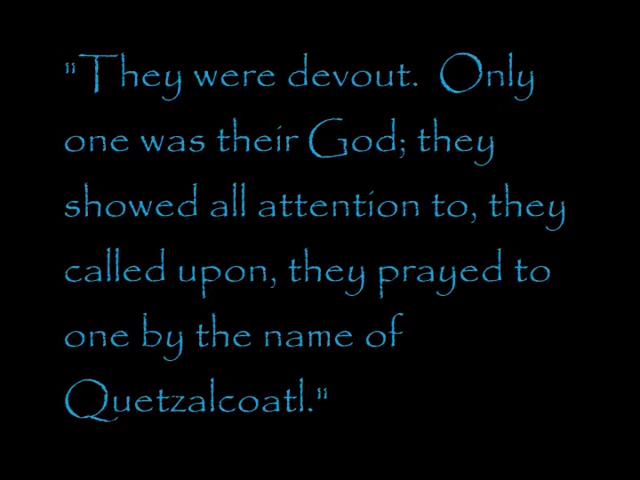 "They were devout.  Only
one was their God; they
showed all attention to, they
called upon, they prayed to
one by the name of
Quetzalcoatl."